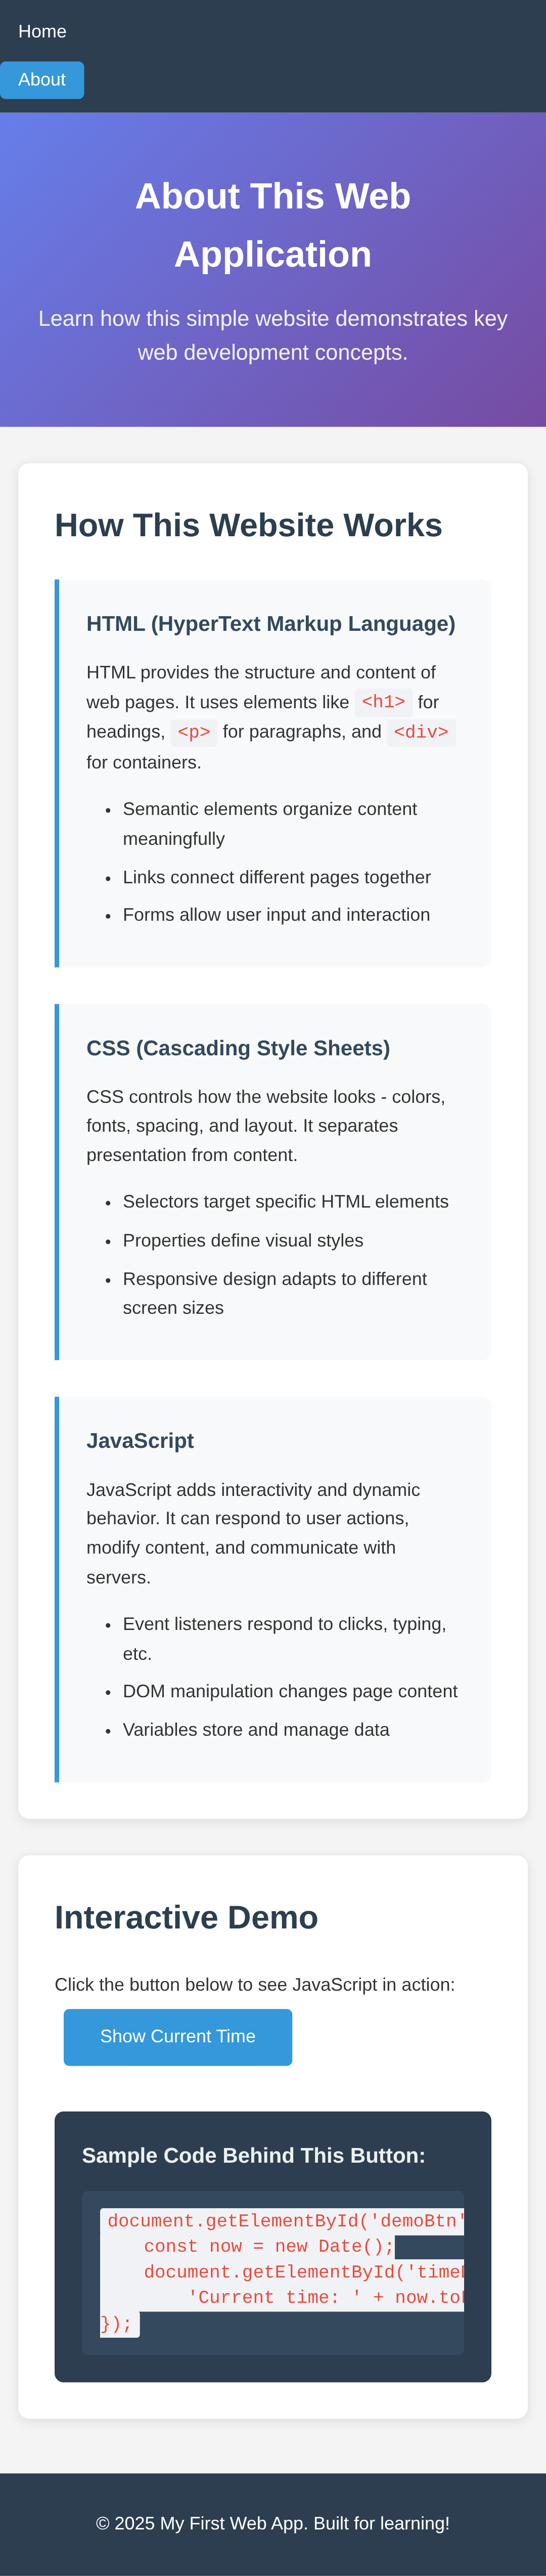 Home
About
About This Web
Application
Learn how this simple website demonstrates key
web development concepts.
How This Website Works
HTML (HyperText Markup Language)
HTML provides the structure and content of
web pages. It uses elements like <h1> for
headings, <p> for paragraphs, and <div>
for containers.
• Semantic elements organize content
meaningfully
• Links connect different pages together
• Forms allow user input and interaction
CSS (Cascading Style Sheets)
CSS controls how the website looks - colors,
fonts, spacing, and layout. It separates
presentation from content.
• Selectors target specific HTML elements
• Properties define visual styles
• Responsive design adapts to different
screen sizes
JavaScript
JavaScript adds interactivity and dynamic
behavior. It can respond to user actions,
modify content, and communicate with
servers.
• Event listeners respond to clicks, typing,
etc.
• DOM manipulation changes page content
• Variables store and manage data
Interactive Demo
Click the button below to see JavaScript in action:
Show Current Time
Sample Code Behind This Button:
document.getElementById('demoBtn'
const now = new Date();
document.getElementById('time
'Current time: ' + now.to
});
© 2025 My First Web App. Built for learning!